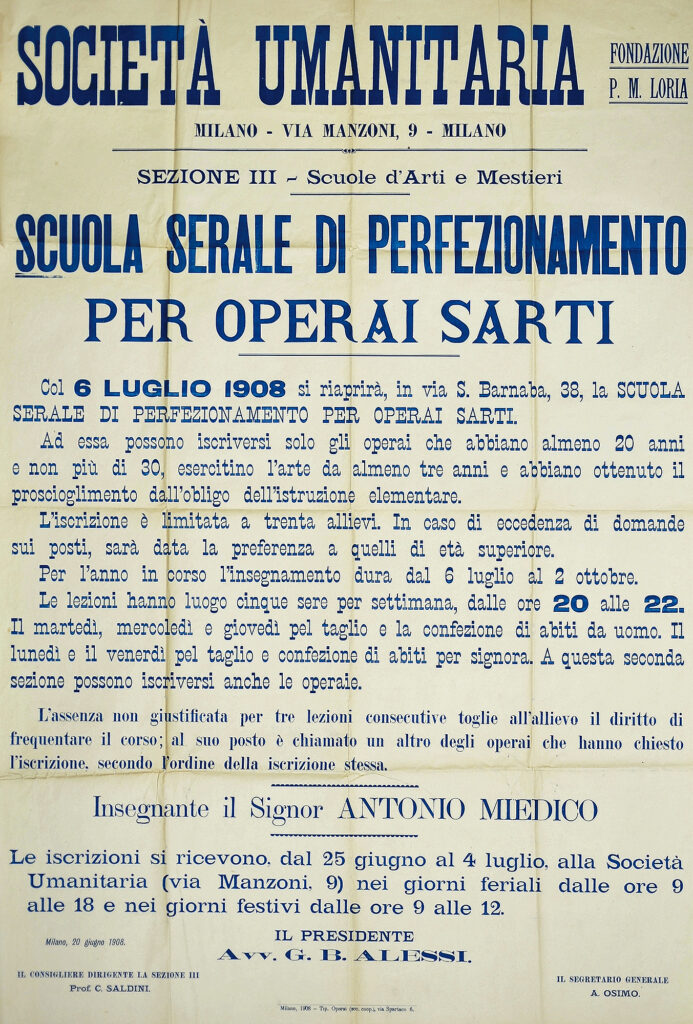 SOCIETÀ UMANITARIA
FONDAZIONE
P. M. LORIA
MILANO - VIA MANZONI, 9 - MILANO
SEZIONE III - Scuole d'Arti e Mestieri
SCUOLA SERALE DI PERFEZIONAMENTO
PER OPERAI SARTI
Col 6 LUGLIO 1908 si riaprirà, in via S. Barnaba, 38, la SCUOLA
SERALE DI PERFEZIONAMENTO PER OPERAI SARTI.
Ad essa possono iscriversi solo gli operai che abbiano almeno 20 anni
e non più di 30, esercitino l'arte da almeno tre anni e abbiano ottenuto il
proscioglimento dall'obligo dell'istruzione elementare.
L'iscrizione è limitata a trenta allievi. In caso di eccedenza di domande
sui posti, sarà data la preferenza a quelli di età superiore.
Per l'anno in corso l'insegnamento dura dal 6 luglio al 2 ottobre.
Le lezioni hanno luogo cinque sere per settimana, dalle ore 20 alle 22.
Il martedì, mercoledì e giovedì pel taglio e la confezione di abiti da uomo. Il
lunedì e il venerdì pel taglio e confezione di abiti per signora. A questa seconda
sezione possono iscriversi anche le operaie.
L'assenza non giustificata per tre lezioni consecutive toglie all'allievo il diritto di
frequentare il corso; al suo posto è chiamato un altro degli operai che hanno chiesto
l'iscrizione, secondo l'ordine della iscrizione stessa.
Insegnante il Signor ANTONIO MIEDICO
Le iscrizioni si ricevono, dal 25 giugno al 4 luglio, alla Società
Umanitaria (via Manzoni, 9) nei giorni feriali dalle ore 9
alle 18 e nei giorni festivi dalle ore 9 alle 12.
Milano, 20 giugno 1908.
IL PRESIDENTE
Avv. G. B. ALESSI.
IL CONSIGLIERE DIRIGENTE LA SEZIONE III
Prof. C. SALDINI.
IL SEGRETARIO GENERALE
A. OSIMO.
Milano, 1908 - Tip. Operai (soc. coop.), via Spartaco 6.